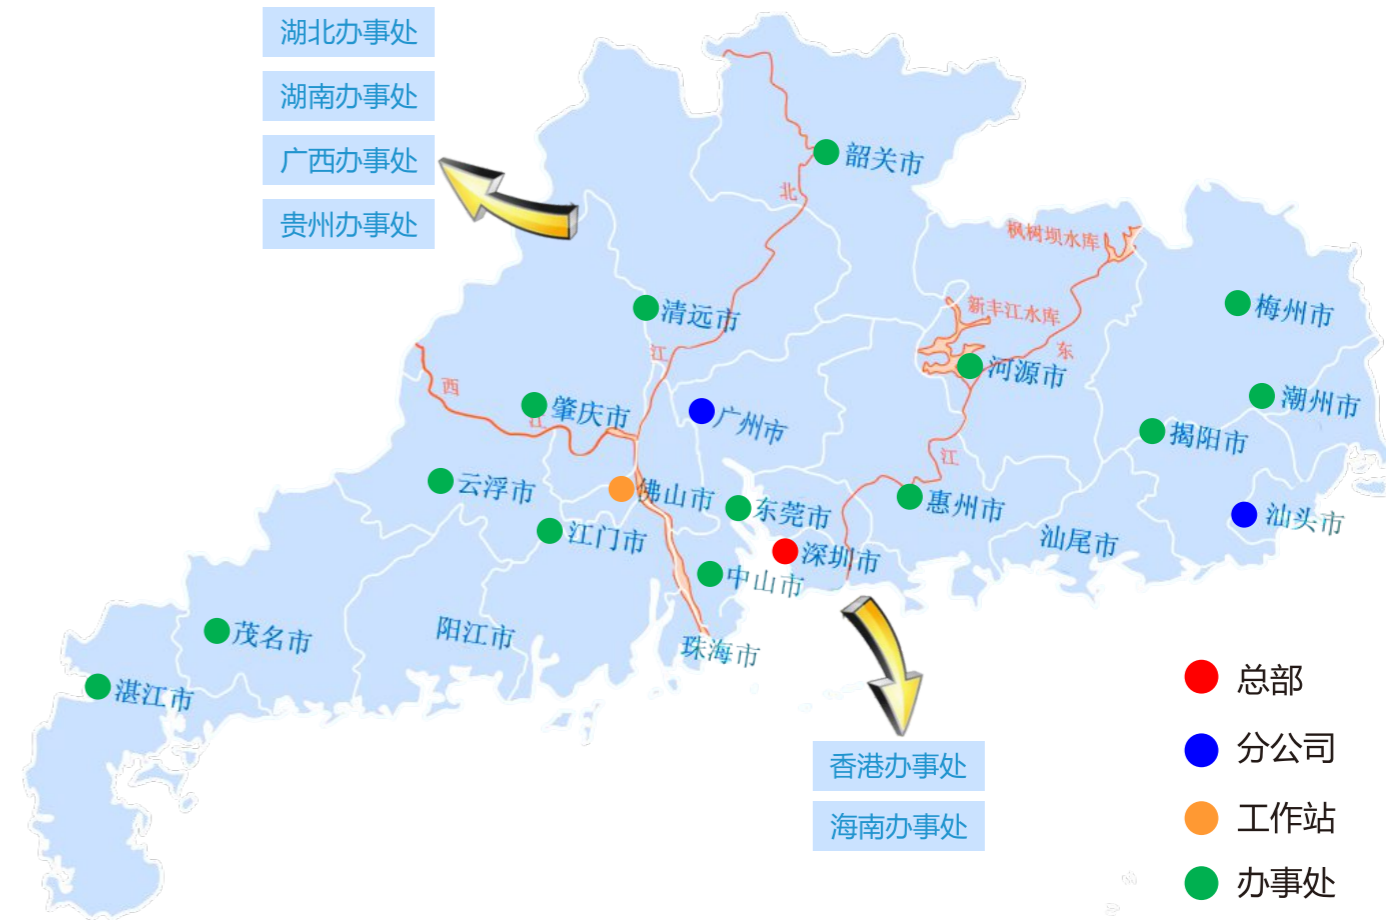 湖北办事处
湖南办事处
广西办事处
贵州办事处
韶关市
北
枫树坝水库
梅州市
新丰江水库
清远市
江
东
河源市
西
潮州市
肇庆市
江
广州市
揭阳市
江
云浮市
佛山市
东莞市
惠州市
汕头市
江门市
深圳市
汕尾市
中山市
阳江市
茂名市
珠海市
湛江市
香港办事处
海南办事处
总部
分公司
工作站
办事处